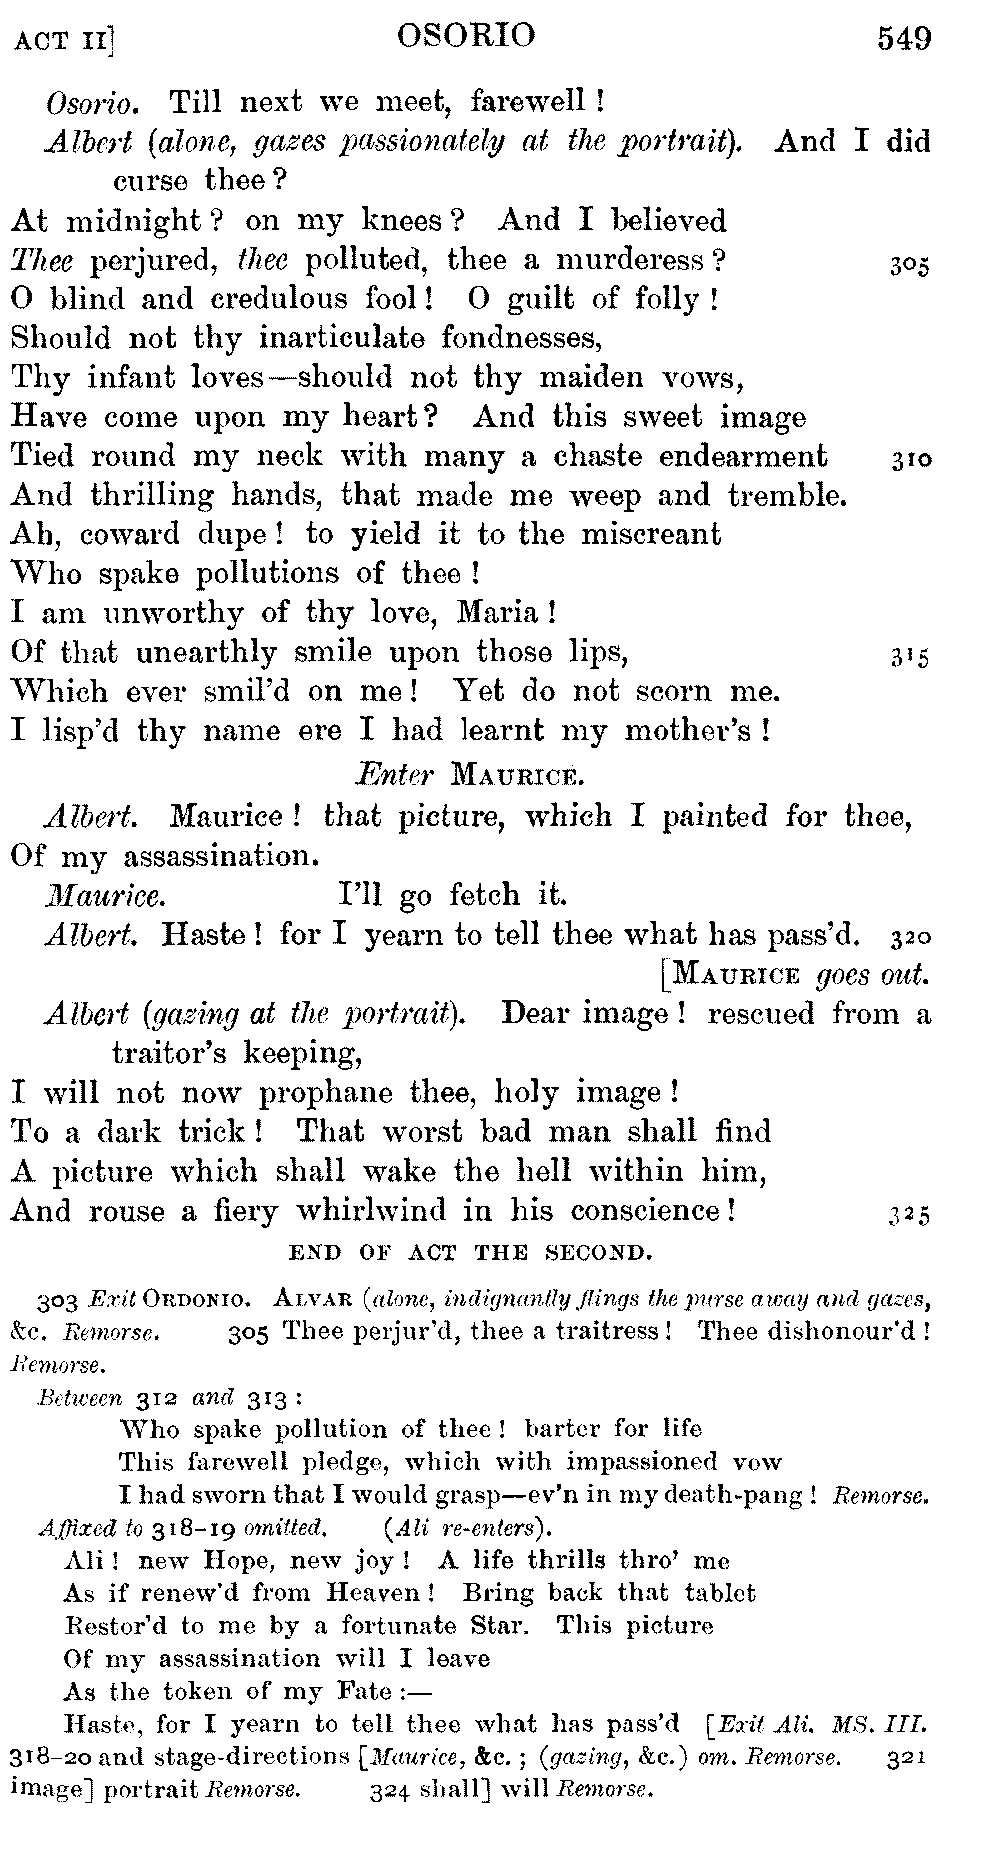 ACT II] OSORIO 549
Osorio. Till next we meet, farewell !
Albert (alone, gazes passionately at the portrait). And I did
curse thee ?
At midnight ? on my knees ? And I believed
Thee perjured, thee polluted, thee a murderess ? 305
O blind and credulous fool ! O guilt of folly !
Should not thy inarticulate fondnesses,
Thy infant loves—should not thy maiden vows,
Have come upon my heart ? And this sweet image
Tied round my neck with many a chaste endearment 310
And thrilling hands, that made me weep and tremble.
Ah, coward dupe ! to yield it to the miscreant
Who spake pollutions of thee !
I am unworthy of thy love, Maria !
Of that unearthly smile upon those lips, 315
Which ever smil'd on me ! Yet do not scorn me.
I lisp'd thy name ere I had learnt my mother's !
Enter MAURICE.
Albert. Maurice ! that picture, which I painted for thee,
Of my assassination.
Maurice. I'll go fetch it.
Albert. Haste ! for I yearn to tell thee what has pass'd. 320
[MAURICE goes out.
Albert (gazing at the portrait). Dear image ! rescued from a
traitor's keeping,
I will not now prophane thee, holy image !
To a dark trick ! That worst bad man shall find
A picture which shall wake the hell within him,
And rouse a fiery whirlwind in his conscience ! 325
END OF ACT THE SECOND.
303 Exit ORDONIO. ALVAR (alone, indignantly flings the purse away and gazes,
&c. Remorse. 305 Thee perjur'd, thee a traitress ! Thee dishonour'd !
Remorse.
Between 312 and 313 :
Who spake pollution of thee ! barter for life
This farewell pledge, which with impassioned vow
I had sworn that I would grasp—ev'n in my death-pang ! Remorse.
Affixed to 318-19 omitted. (Ali re-enters).
Ali ! new Hope, new joy ! A life thrills thro' me
As if renew'd from Heaven ! Bring back that tablet
Restor'd to me by a fortunate Star. This picture
Of my assassination will I leave
As the token of my Fate :—
Haste, for I yearn to tell thee what has pass'd [Exit Ali. MS. III.
318-20 and stage-directions [Maurice, &c. ; (gazing, &c.) om. Remorse. 321
image] portrait Remorse. 324 shall] will Remorse.